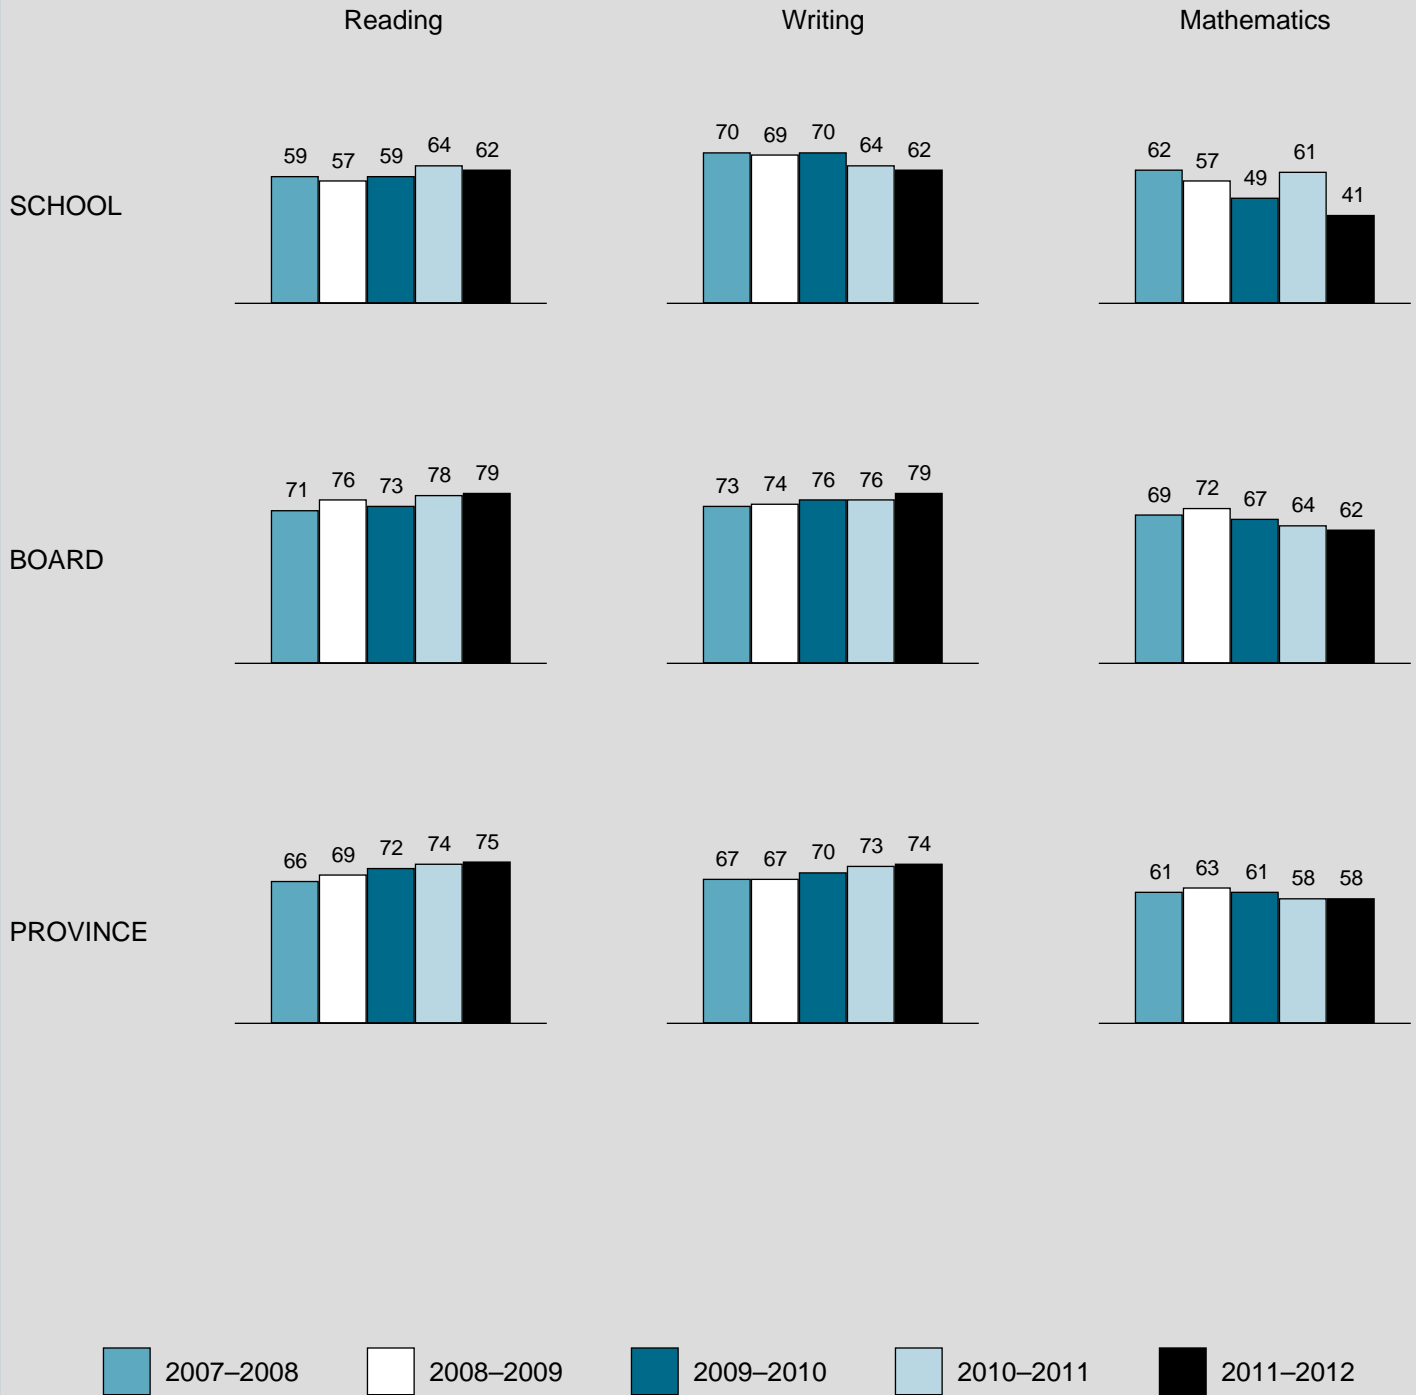 Reading Writing Mathematics
SCHOOL
59 57 59 64 62
70 69 70 64 62
62 57 49 61 41
BOARD
71 76 73 78 79
73 74 76 76 79
69 72 67 64 62
PROVINCE
66 69 72 74 75
67 67 70 73 74
61 63 61 58 58
2007–2008 2008–2009 2009–2010 2010–2011 2011–2012